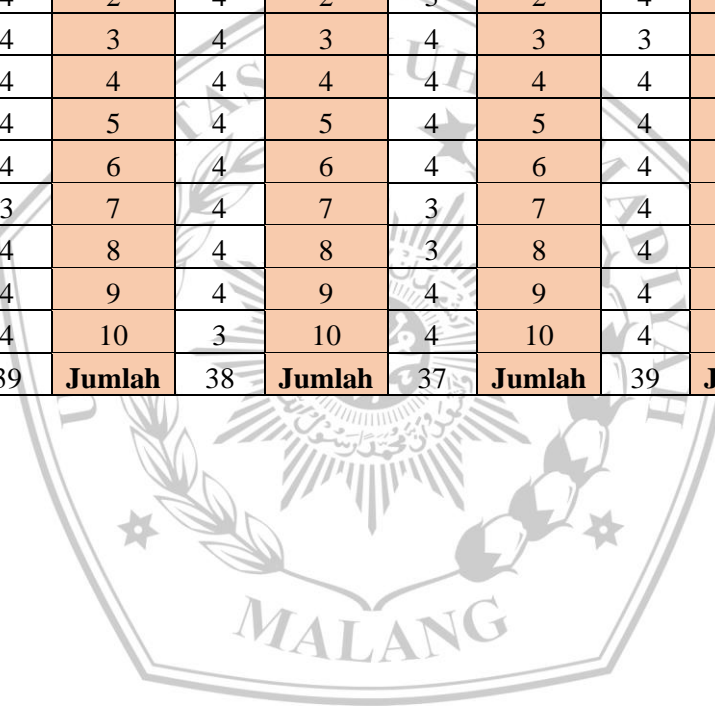 4 2 4 2 3 2 4
4 3 4 3 4 3 3
4 4 4 4 4 4 4
4 5 4 5 4 5 4
4 6 4 6 4 6 4
3 7 4 7 3 7 4
4 8 4 8 3 8 4
4 9 4 9 4 9 4
4 10 3 10 4 10 4
39 Jumlah 38 Jumlah 37 Jumlah 39 J
MALANG